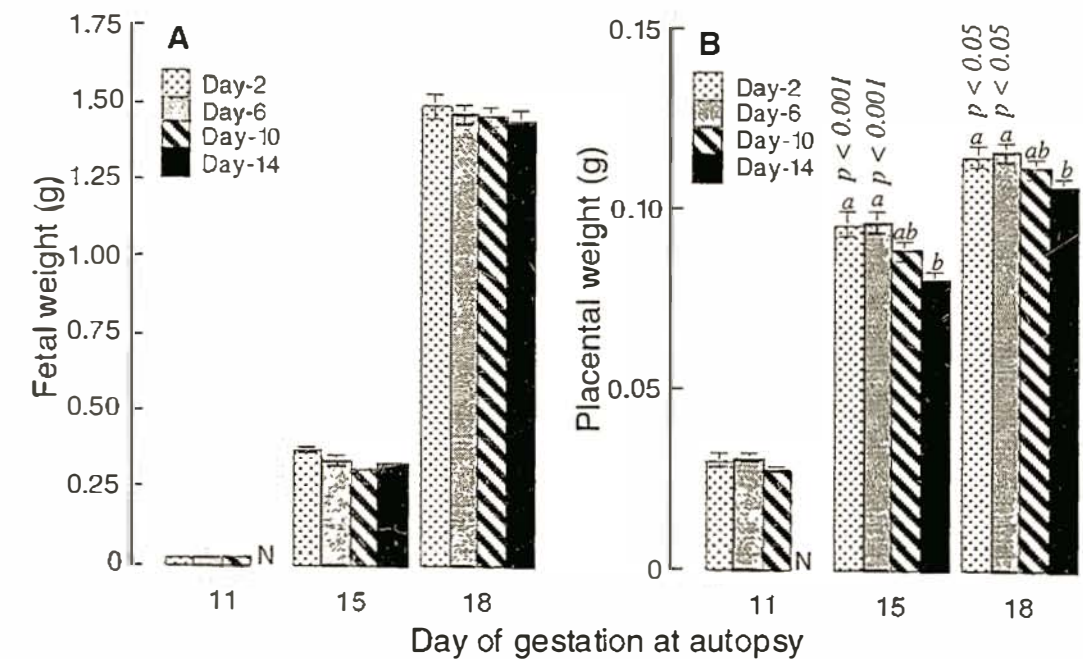 A
1.75
1.50
1.25
1.00
0.75
0.50
0.25
0
Fetal weight (g)
Day-2
Day-6
Day-10
Day-14
N
11
15
18
B
0.15
0.10
0.05
0
Placental weight (g)
Day-2
Day-6
Day-10
Day-14
p < 0.001
p < 0.001
p < 0.05
p < 0.05
a
a
ab
b
a
a
ab
b
N
11
15
18
Day of gestation at autopsy